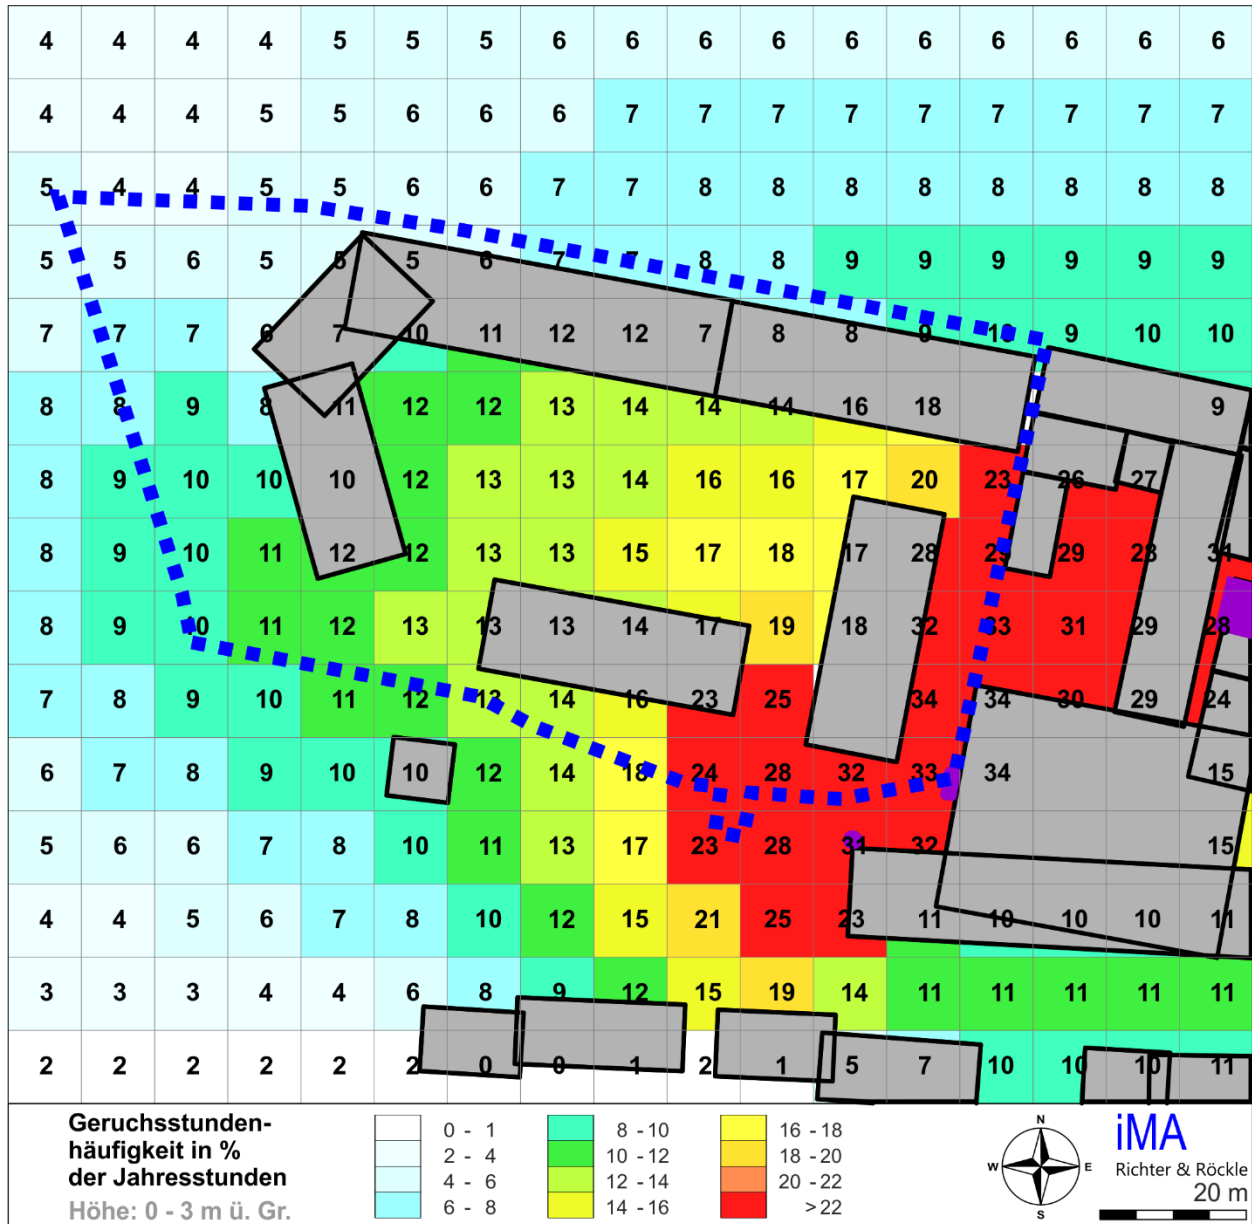 4 4 4 4 5 5 5 6 6 6 6 6 6 6 6 6 6
4 4 4 5 5 6 6 6 7 7 7 7 7 7 7 7 7
5 4 4 5 5 6 6 7 7 8 8 8 8 8 8 8 8
5 5 6 5 5 5 6 7 7 8 8 9 9 9 9 9 9
7 7 7 6 7 10 11 12 12 7 8 8 9 10 9 10 10
8 8 9 8 11 12 12 13 14 14 14 16 18 9
8 9 10 10 10 12 13 13 14 16 16 17 20 23 26 27
8 9 10 11 12 12 13 13 15 17 18 17 28 29 23 31
8 9 10 11 12 13 13 13 14 17 19 18 32 33 31 29 28
7 8 9 10 11 12 13 14 16 23 25 34 34 30 29 24
6 7 8 9 10 10 12 14 18 24 28 32 33 34 15
5 6 6 7 8 10 11 13 17 23 28 31 32 15
4 4 5 6 7 8 10 12 15 21 25 23 11 10 10 10 11
3 3 3 4 4 6 8 9 12 15 19 14 11 11 11 11 11
2 2 2 2 2 2 0 0 1 2 1 5 7 10 10 10 11
Geruchsstunden-
häufigkeit in %
der Jahresstunden
Höhe: 0 - 3 m ü. Gr.
0 - 1
2 - 4
4 - 6
6 - 8
8 - 10
10 - 12
12 - 14
14 - 16
16 - 18
18 - 20
20 - 22
>22
N
W E
S
iMA
Richter & Röckle
20 m